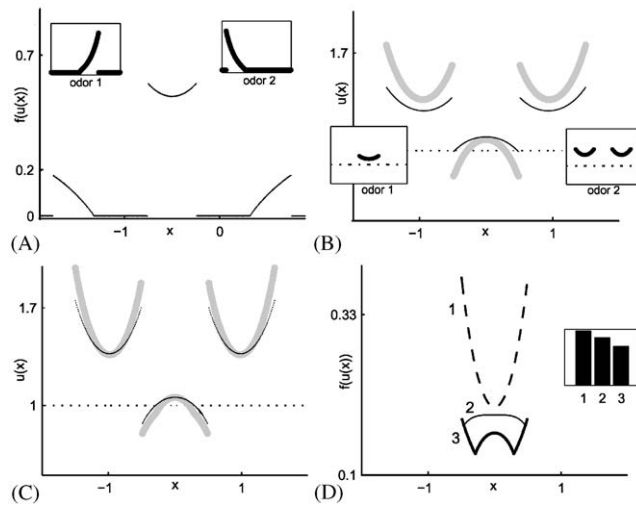 0.7
f(u(x))
odor 1
odor 2
0.2
0
−1
x
0
(A)
1.7
u(x)
odor 1
odor 2
−1
x
1
(B)
1.7
u(x)
1
−1
x
1
(C)
0.33
f(u(x))
1
2
3
1 2 3
0.1
−1
x
1
(D)